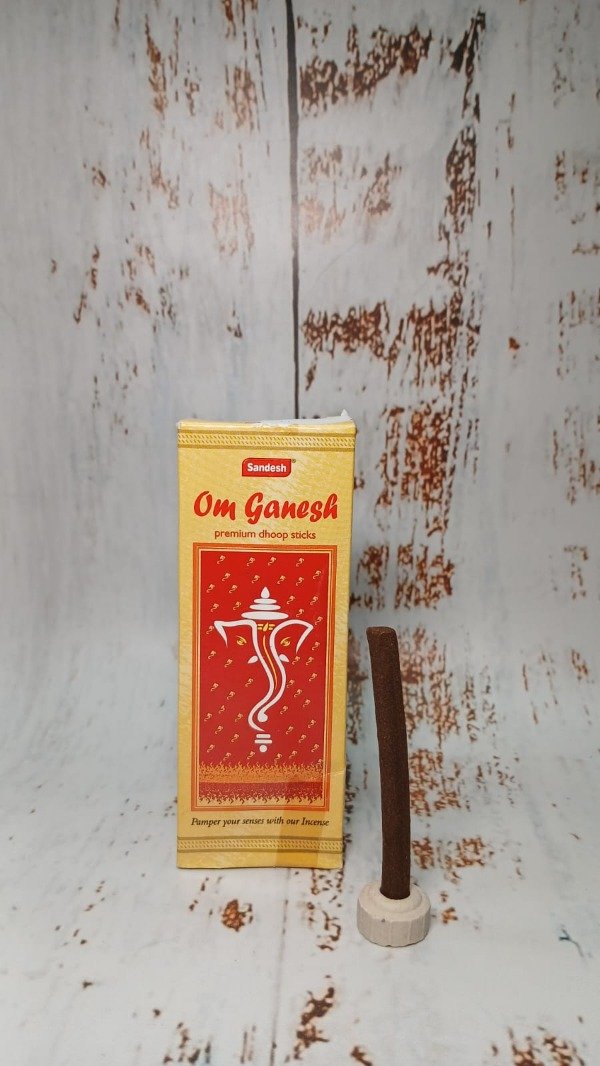 Sandesh®
Om Ganesh
premium dhoop sticks
Pamper your senses with our Incense